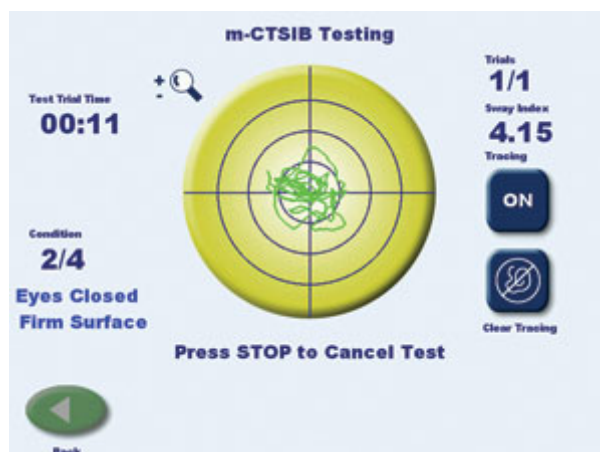 m-CTSIB Testing
+
-
Test Trial Time
00:11
Trials
1/1
Sway Index
4.15
Tracing
ON
Condition
2/4
Eyes Closed
Firm Surface
Clear Tracing
Press STOP to Cancel Test
Back